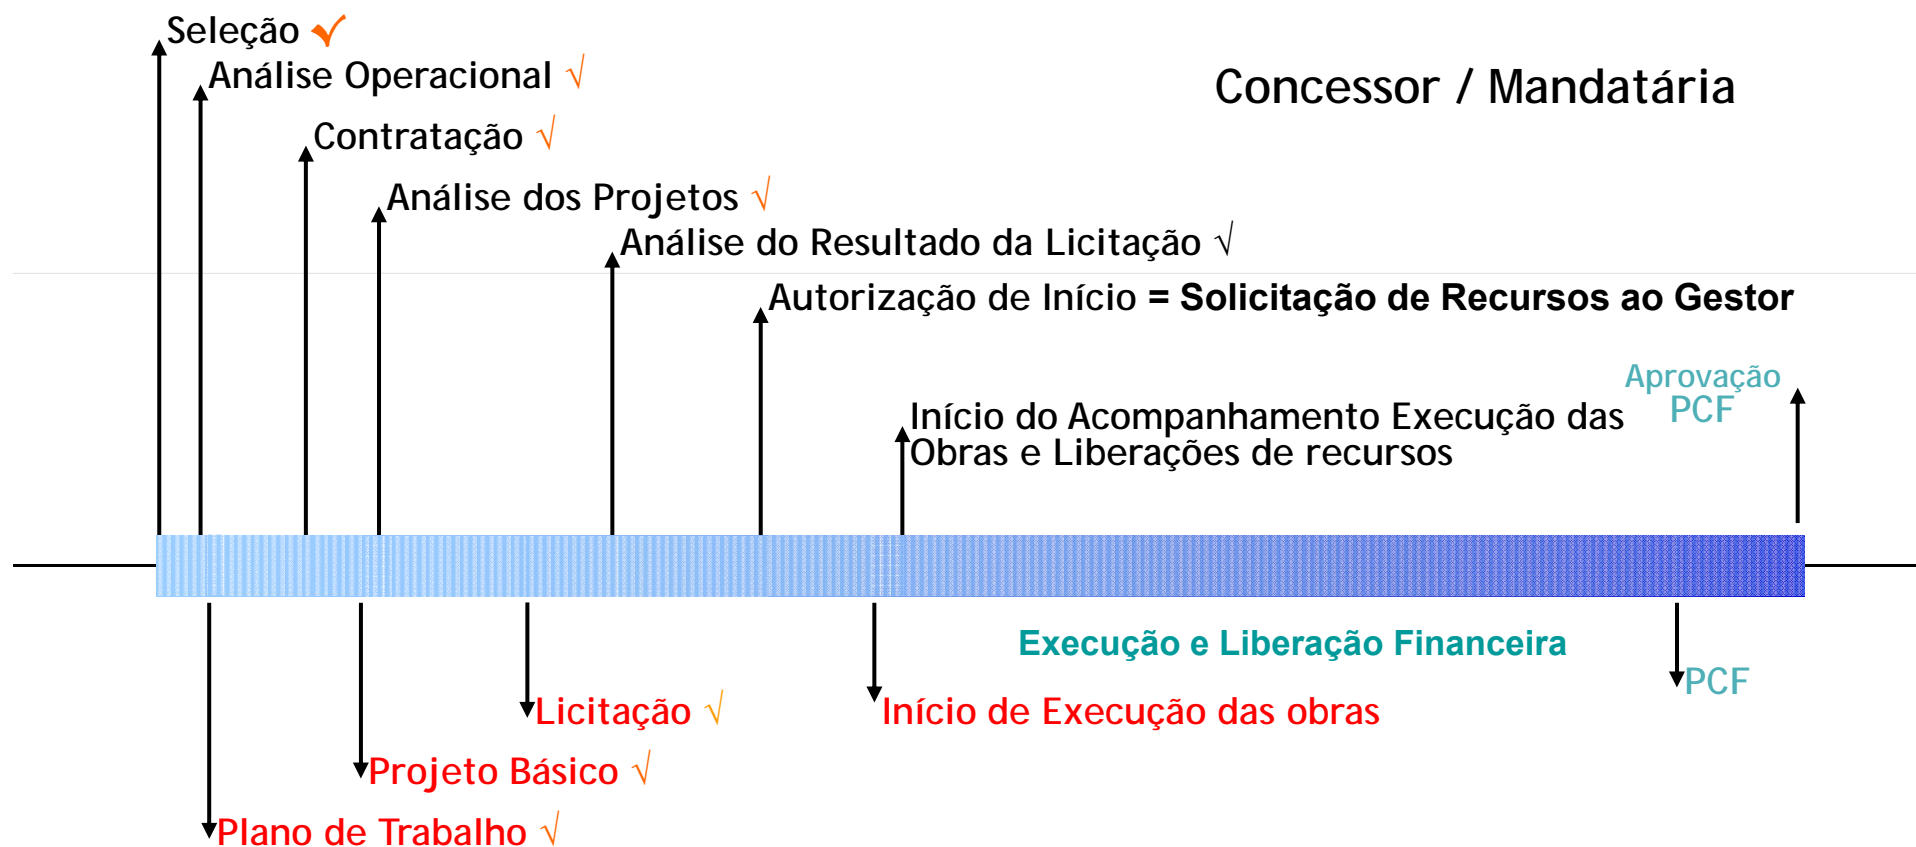 Seleção ✓
Análise Operacional √
Concessor / Mandatária
Contratação √
Análise dos Projetos √
Análise do Resultado da Licitação √
Autorização de Início = Solicitação de Recursos ao Gestor
Aprovação
PCF
Início do Acompanhamento Execução das
Obras e Liberações de recursos
Execução e Liberação Financeira
PCF
Licitação √
Início de Execução das obras
Projeto Básico √
Plano de Trabalho √